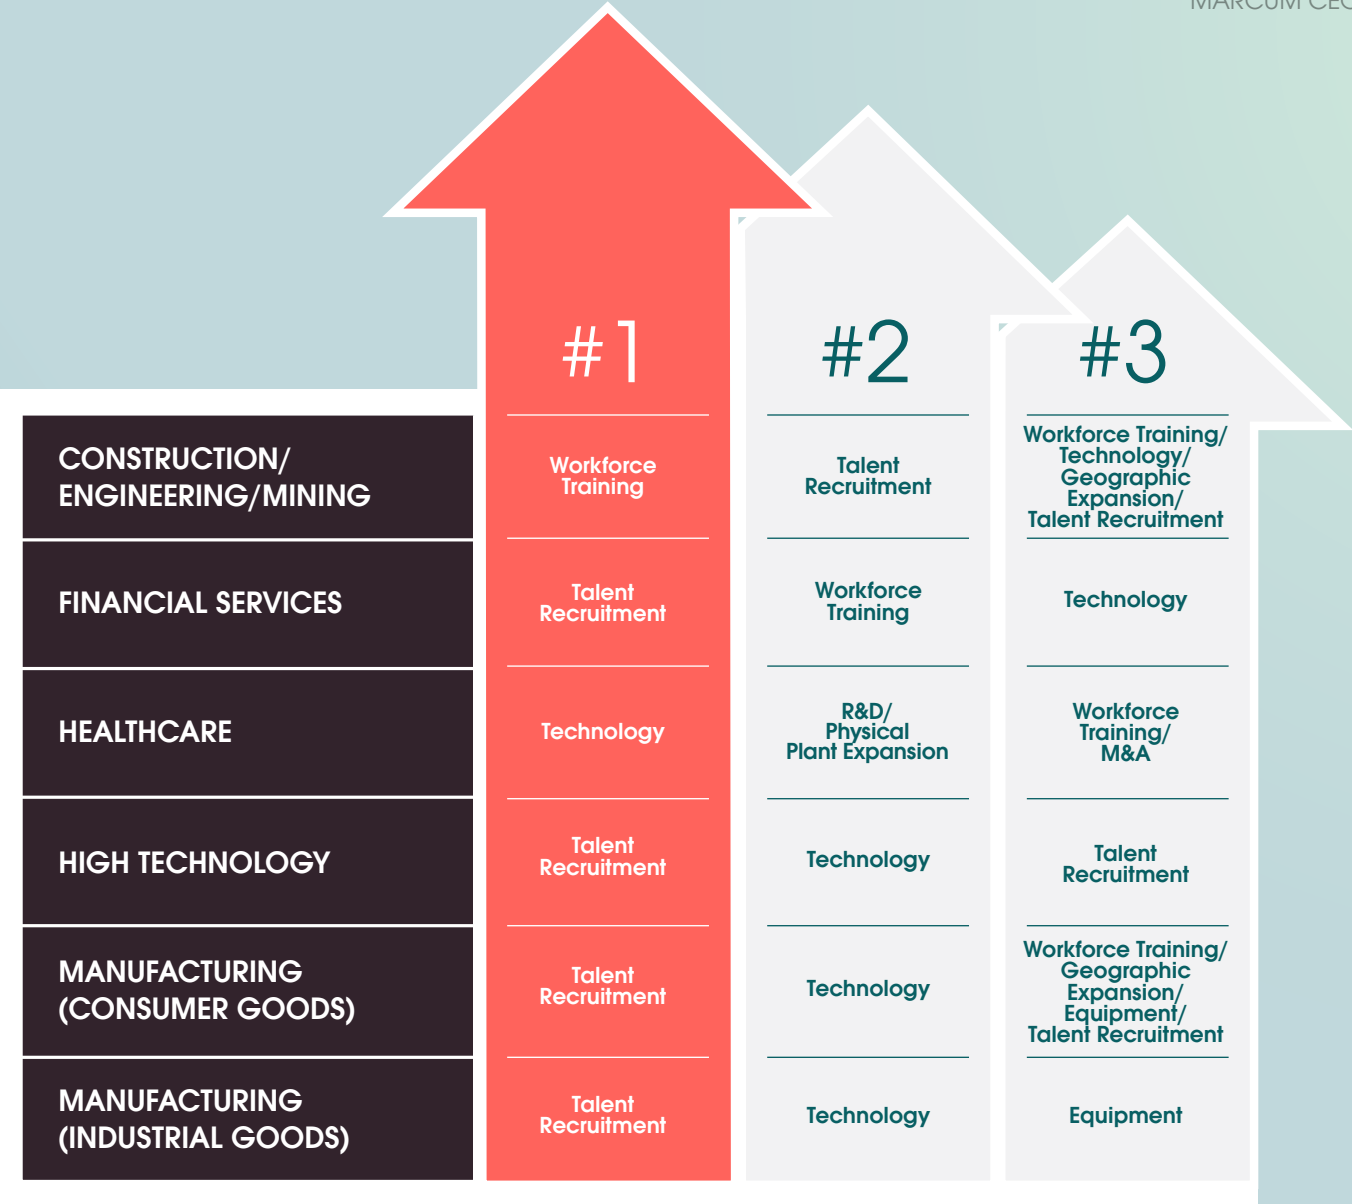 MARCUM CEO
#1
#2
#3
CONSTRUCTION/
ENGINEERING/MINING
Workforce
Training
Talent
Recruitment
Workforce Training/
Technology/
Geographic
Expansion/
Talent Recruitment
FINANCIAL SERVICES
Talent
Recruitment
Workforce
Training
Technology
HEALTHCARE
Technology
R&D/
Physical
Plant Expansion
Workforce
Training/
M&A
HIGH TECHNOLOGY
Talent
Recruitment
Technology
Talent
Recruitment
MANUFACTURING
(CONSUMER GOODS)
Talent
Recruitment
Technology
Workforce Training/
Geographic
Expansion/
Equipment/
Talent Recruitment
MANUFACTURING
(INDUSTRIAL GOODS)
Talent
Recruitment
Technology
Equipment